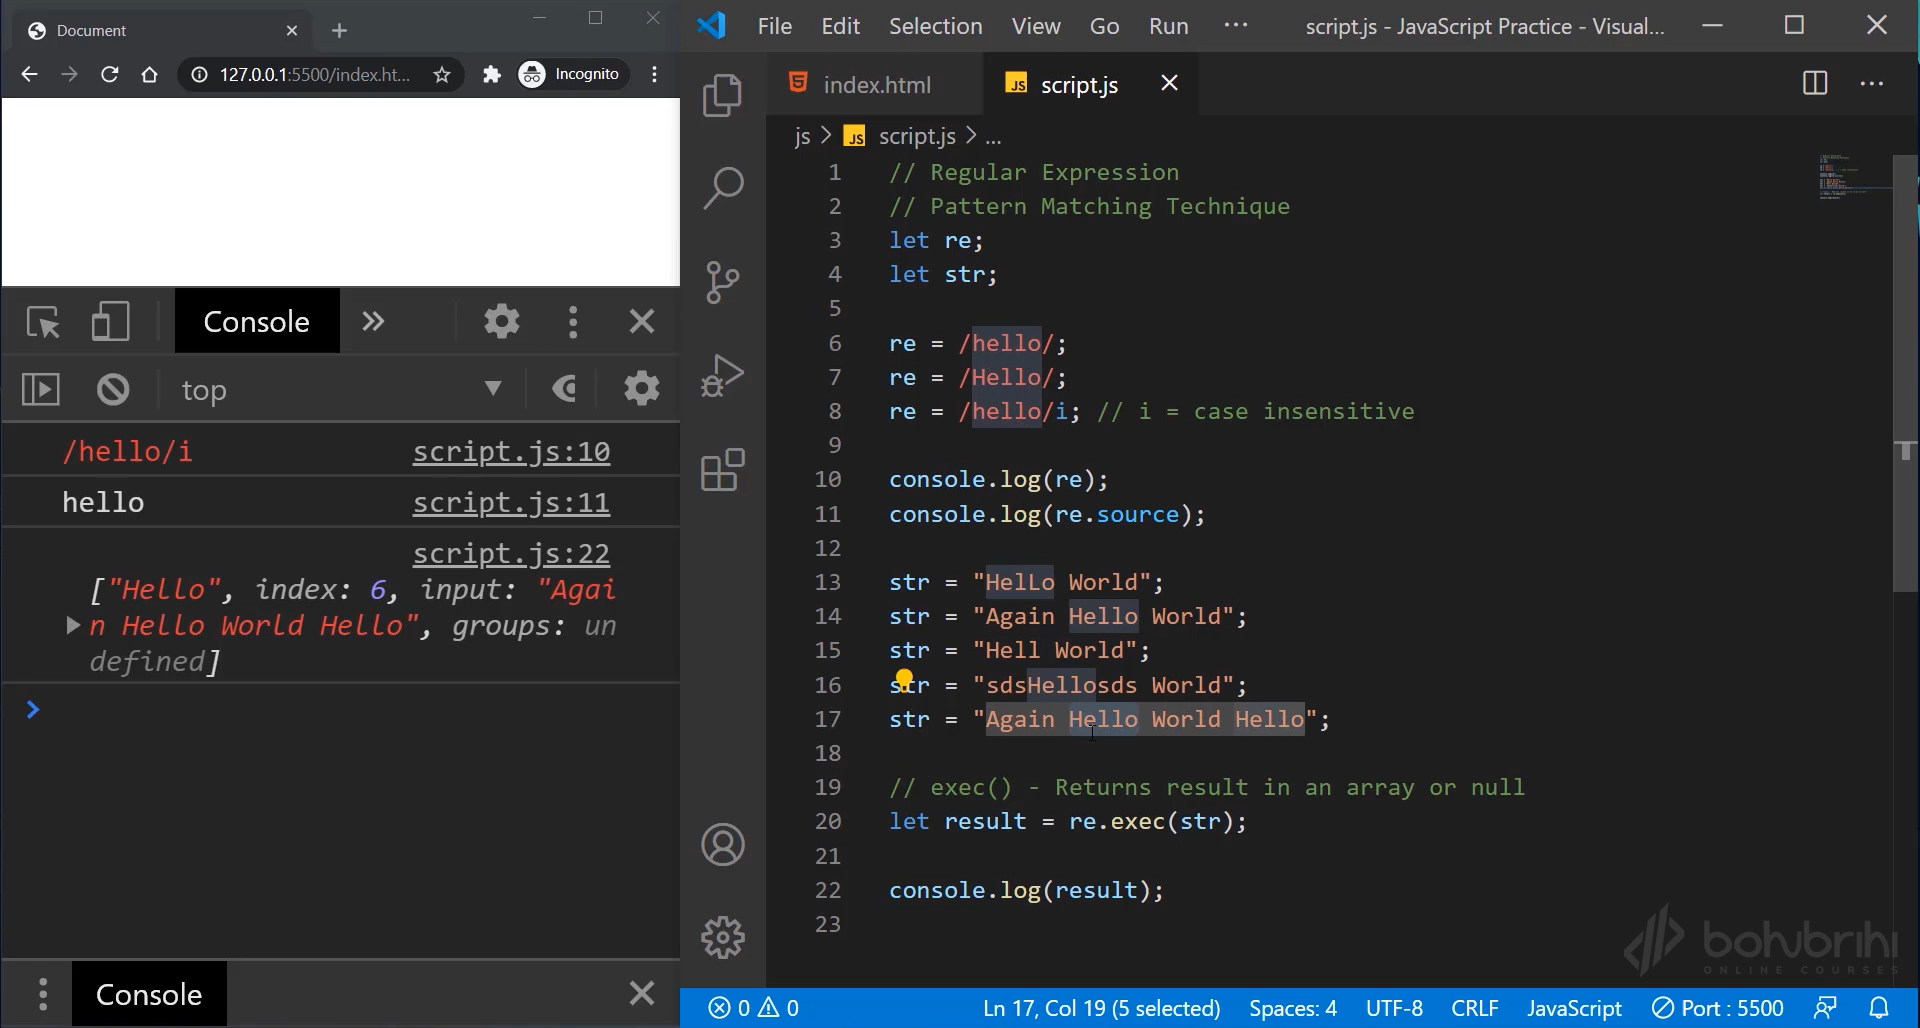 Document
127.0.0.1:5500/index.ht...
Incognito
Console
top
/hello/i script.js:10
hello script.js:11
script.js:22
["Hello", index: 6, input: "Agai
n Hello World Hello", groups: un
defined]
Console
File Edit Selection View Go Run ···
script.js - JavaScript Practice - Visual...
index.html
JS script.js
js > JS script.js > ...
1 // Regular Expression
2 // Pattern Matching Technique
3 let re;
4 let str;
5
6 re = /hello/;
7 re = /Hello/;
8 re = /hello/i; // i = case insensitive
9
10 console.log(re);
11 console.log(re.source);
12
13 str = "HelLo World";
14 str = "Again Hello World";
15 str = "Hell World";
16 str = "sdsHellosds World";
17 str = "Again Hello World Hello";
18
19 // exec() - Returns result in an array or null
20 let result = re.exec(str);
21
22 console.log(result);
23
bohubrihi
ONLINE COURSES
0 0 Ln 17, Col 19 (5 selected) Spaces: 4 UTF-8 CRLF JavaScript Port : 5500